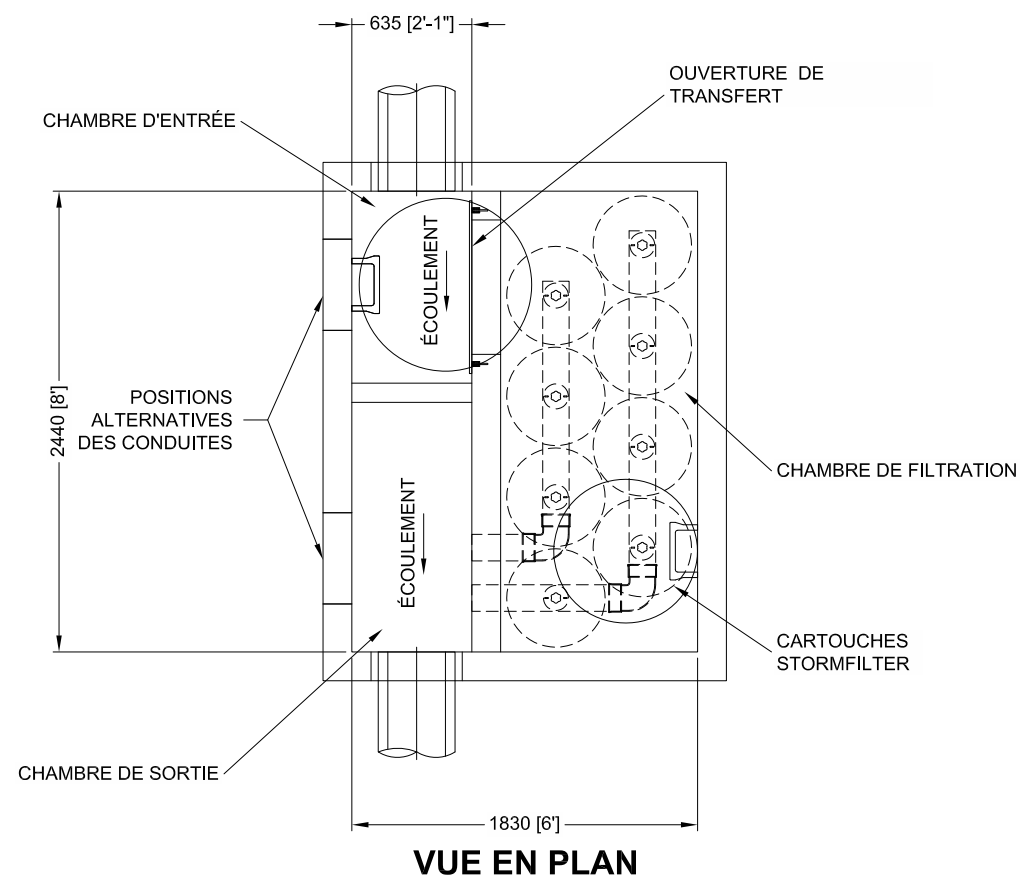 635 [2'-1"]
OUVERTURE DE
TRANSFERT
CHAMBRE D'ENTRÉE
ÉCOULEMENT
2440 [8']
POSITIONS
ALTERNATIVES
DES CONDUITES
CHAMBRE DE FILTRATION
ÉCOULEMENT
CARTOUCHES
STORMFILTER
CHAMBRE DE SORTIE
1830 [6']
VUE EN PLAN